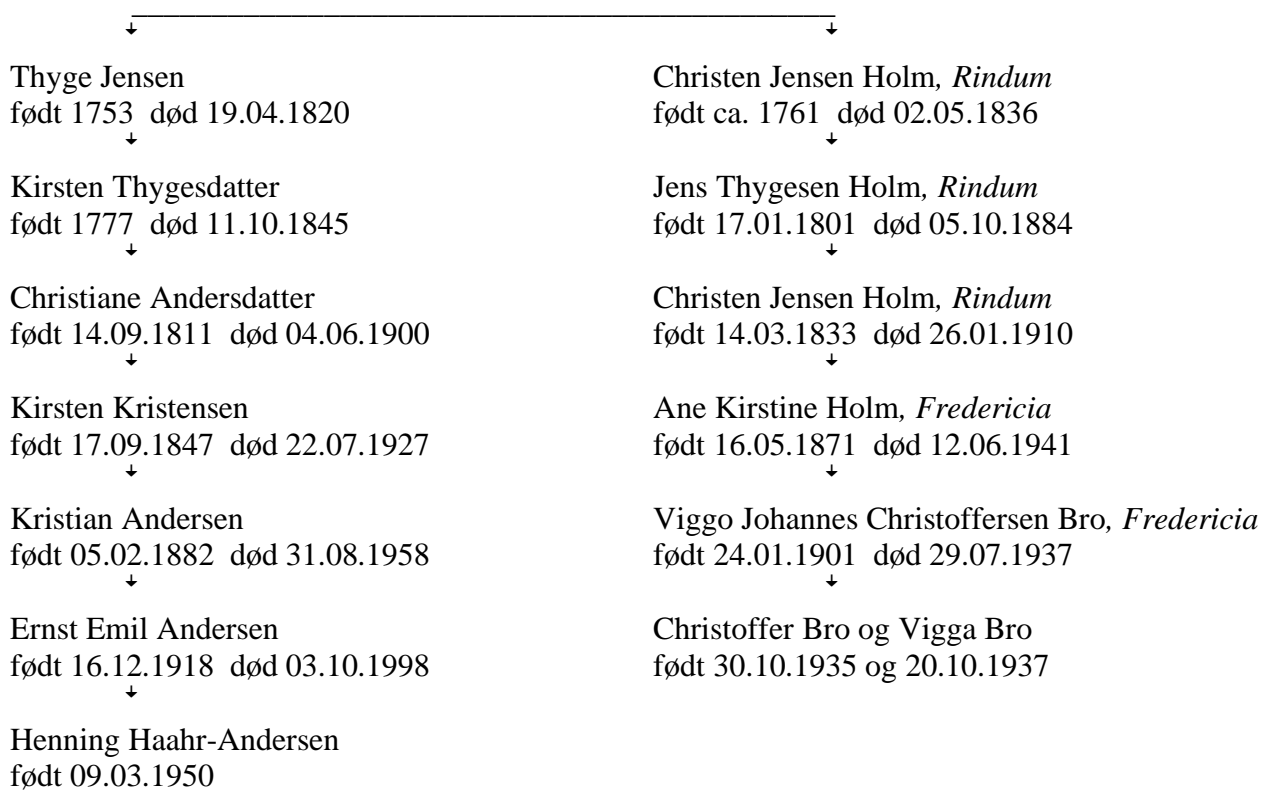 Thyge Jensen
født 1753  død 19.04.1820
Kirsten Thygesdatter
født 1777  død 11.10.1845
Christiane Andersdatter
født 14.09.1811  død 04.06.1900
Kirsten Kristensen
født 17.09.1847  død 22.07.1927
Kristian Andersen
født 05.02.1882  død 31.08.1958
Ernst Emil Andersen
født 16.12.1918  død 03.10.1998
Henning Haahr-Andersen
født 09.03.1950
Christen Jensen Holm, Rindum
født ca. 1761  død 02.05.1836
Jens Thygesen Holm, Rindum
født 17.01.1801  død 05.10.1884
Christen Jensen Holm, Rindum
født 14.03.1833  død 26.01.1910
Ane Kirstine Holm, Fredericia
født 16.05.1871  død 12.06.1941
Viggo Johannes Christoffersen Bro, Fredericia
født 24.01.1901  død 29.07.1937
Christoffer Bro og Vigga Bro
født 30.10.1935 og 20.10.1937